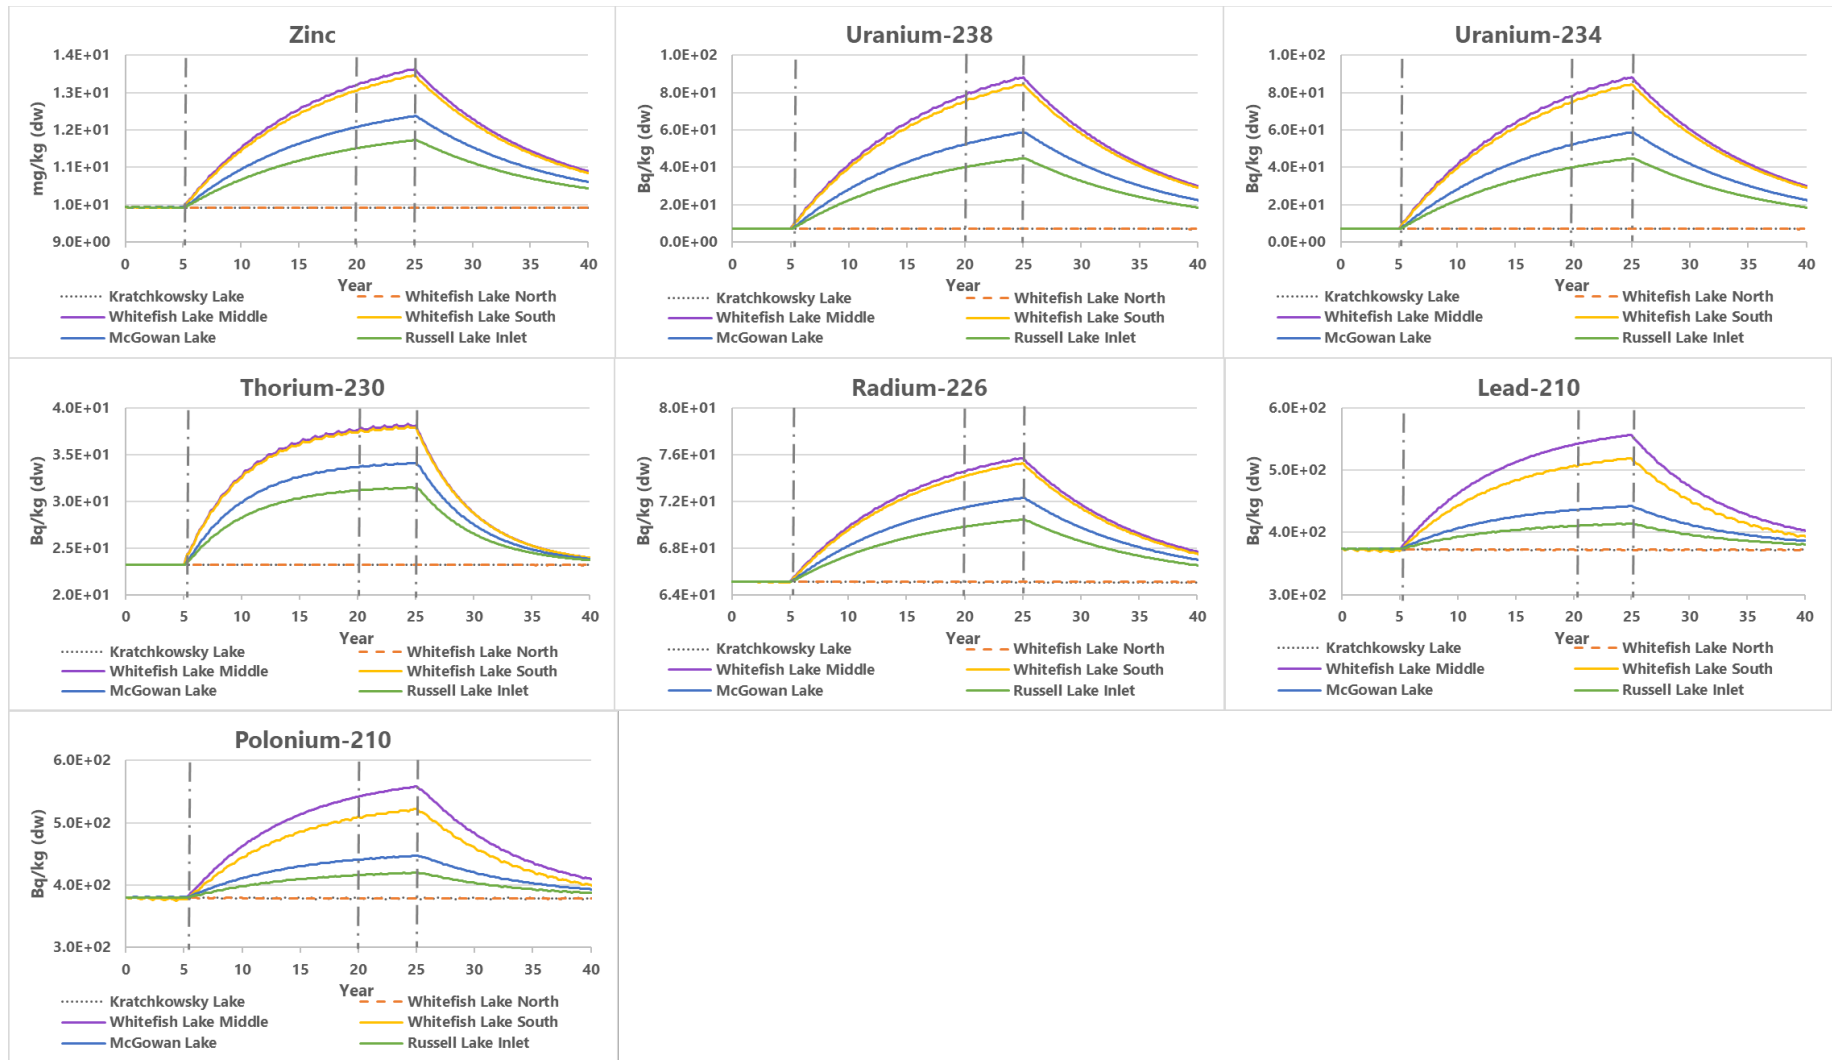 Zinc
mg/kg (dw)
1.4E+01
1.3E+01
1.2E+01
1.1E+01
1.0E+01
9.0E+00
0 5 10 15 20 25 30 35 40
Year
Kratchkowsky Lake Whitefish Lake North
Whitefish Lake Middle Whitefish Lake South
McGowan Lake Russell Lake Inlet
Uranium-238
Bq/kg (dw)
1.0E+02
8.0E+01
6.0E+01
4.0E+01
2.0E+01
0.0E+00
0 5 10 15 20 25 30 35 40
Year
Kratchkowsky Lake Whitefish Lake North
Whitefish Lake Middle Whitefish Lake South
McGowan Lake Russell Lake Inlet
Uranium-234
Bq/kg (dw)
1.0E+02
8.0E+01
6.0E+01
4.0E+01
2.0E+01
0.0E+00
0 5 10 15 20 25 30 35 40
Year
Kratchkowsky Lake Whitefish Lake North
Whitefish Lake Middle Whitefish Lake South
McGowan Lake Russell Lake Inlet
Thorium-230
Bq/kg (dw)
4.0E+01
3.5E+01
3.0E+01
2.5E+01
2.0E+01
0 5 10 15 20 25 30 35 40
Year
Kratchkowsky Lake Whitefish Lake North
Whitefish Lake Middle Whitefish Lake South
McGowan Lake Russell Lake Inlet
Radium-226
Bq/kg (dw)
8.0E+01
7.6E+01
7.2E+01
6.8E+01
6.4E+01
0 5 10 15 20 25 30 35 40
Year
Kratchkowsky Lake Whitefish Lake North
Whitefish Lake Middle Whitefish Lake South
McGowan Lake Russell Lake Inlet
Lead-210
Bq/kg (dw)
6.0E+02
5.0E+02
4.0E+02
3.0E+02
0 5 10 15 20 25 30 35 40
Year
Kratchkowsky Lake Whitefish Lake North
Whitefish Lake Middle Whitefish Lake South
McGowan Lake Russell Lake Inlet
Polonium-210
Bq/kg (dw)
6.0E+02
5.0E+02
4.0E+02
3.0E+02
0 5 10 15 20 25 30 35 40
Year
Kratchkowsky Lake Whitefish Lake North
Whitefish Lake Middle Whitefish Lake South
McGowan Lake Russell Lake Inlet